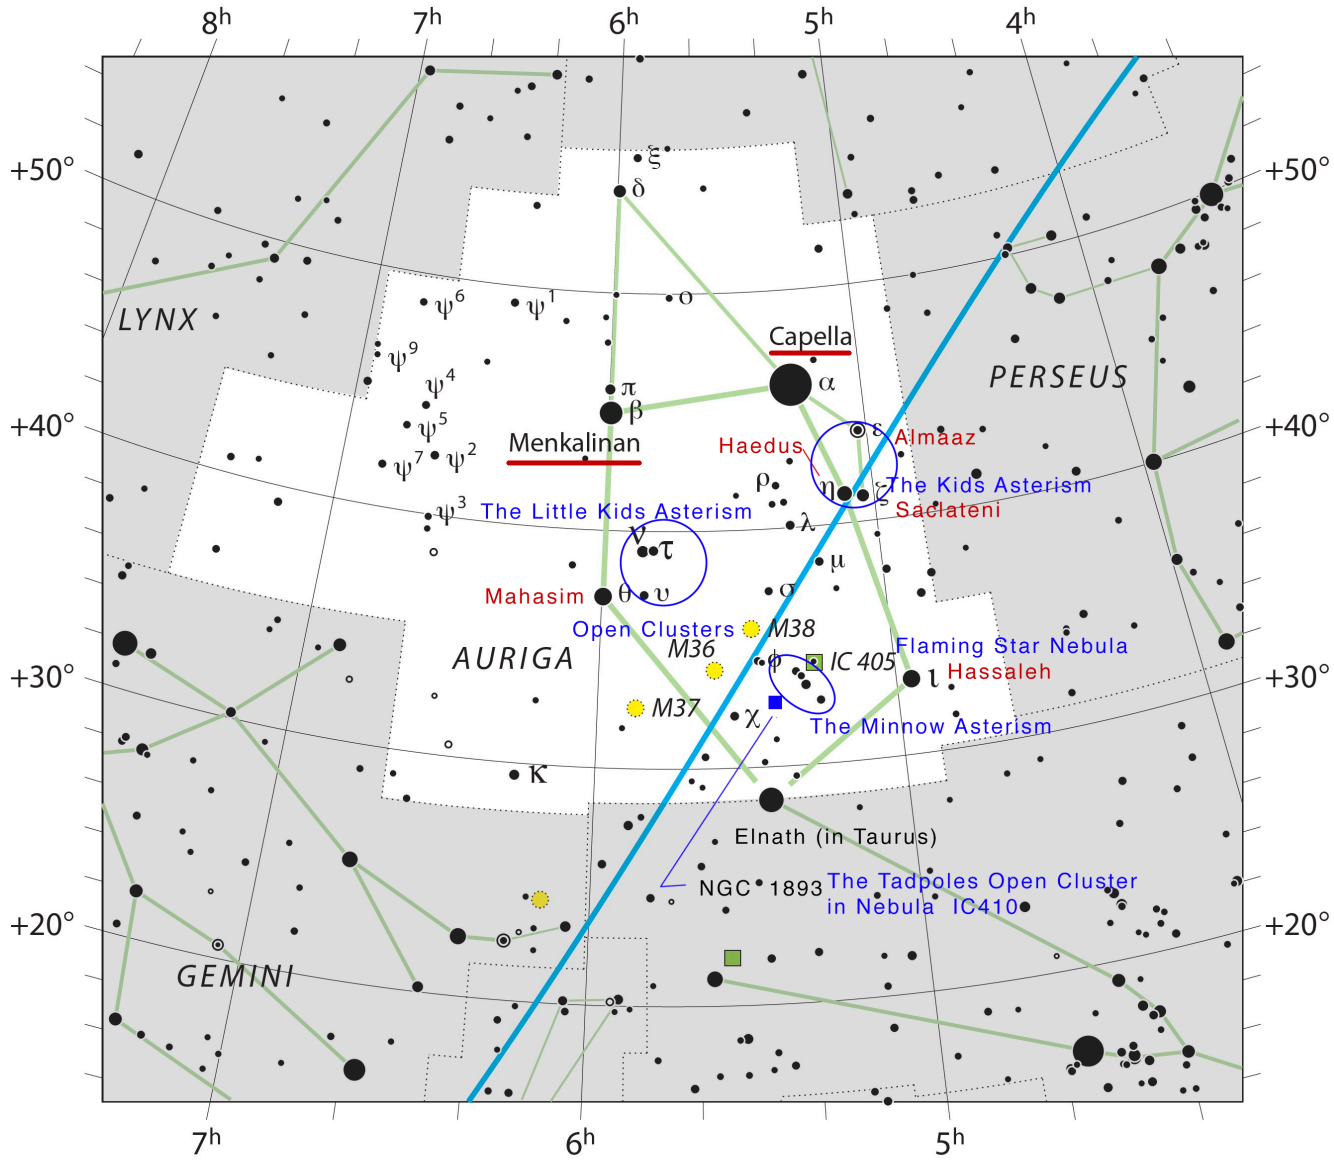 8h 7h 6h 5h 4h
ξ
+50° +50°
δ
ψ6 ψ1 ο
LYNX
Capella
ψ9
PERSEUS
α
ψ4 π
β
+40° ψ5 ε +40°
Almaaz
Menkalinan Haedus
ψ7 ψ2
ρ η ζ The Kids Asterism
ψ3 The Little Kids Asterism Saclateni
λ
ν τ
μ
Mahasim θ υ σ
Open Clusters M38
M36 Flaming Star Nebula
AURIGA φ IC 405
+30° ι Hassaleh +30°
M37 χ
The Minnow Asterism
κ
Elnath (in Taurus)
NGC 1893 The Tadpoles Open Cluster
in Nebula IC410
+20° +20°
GEMINI
7h 6h 5h